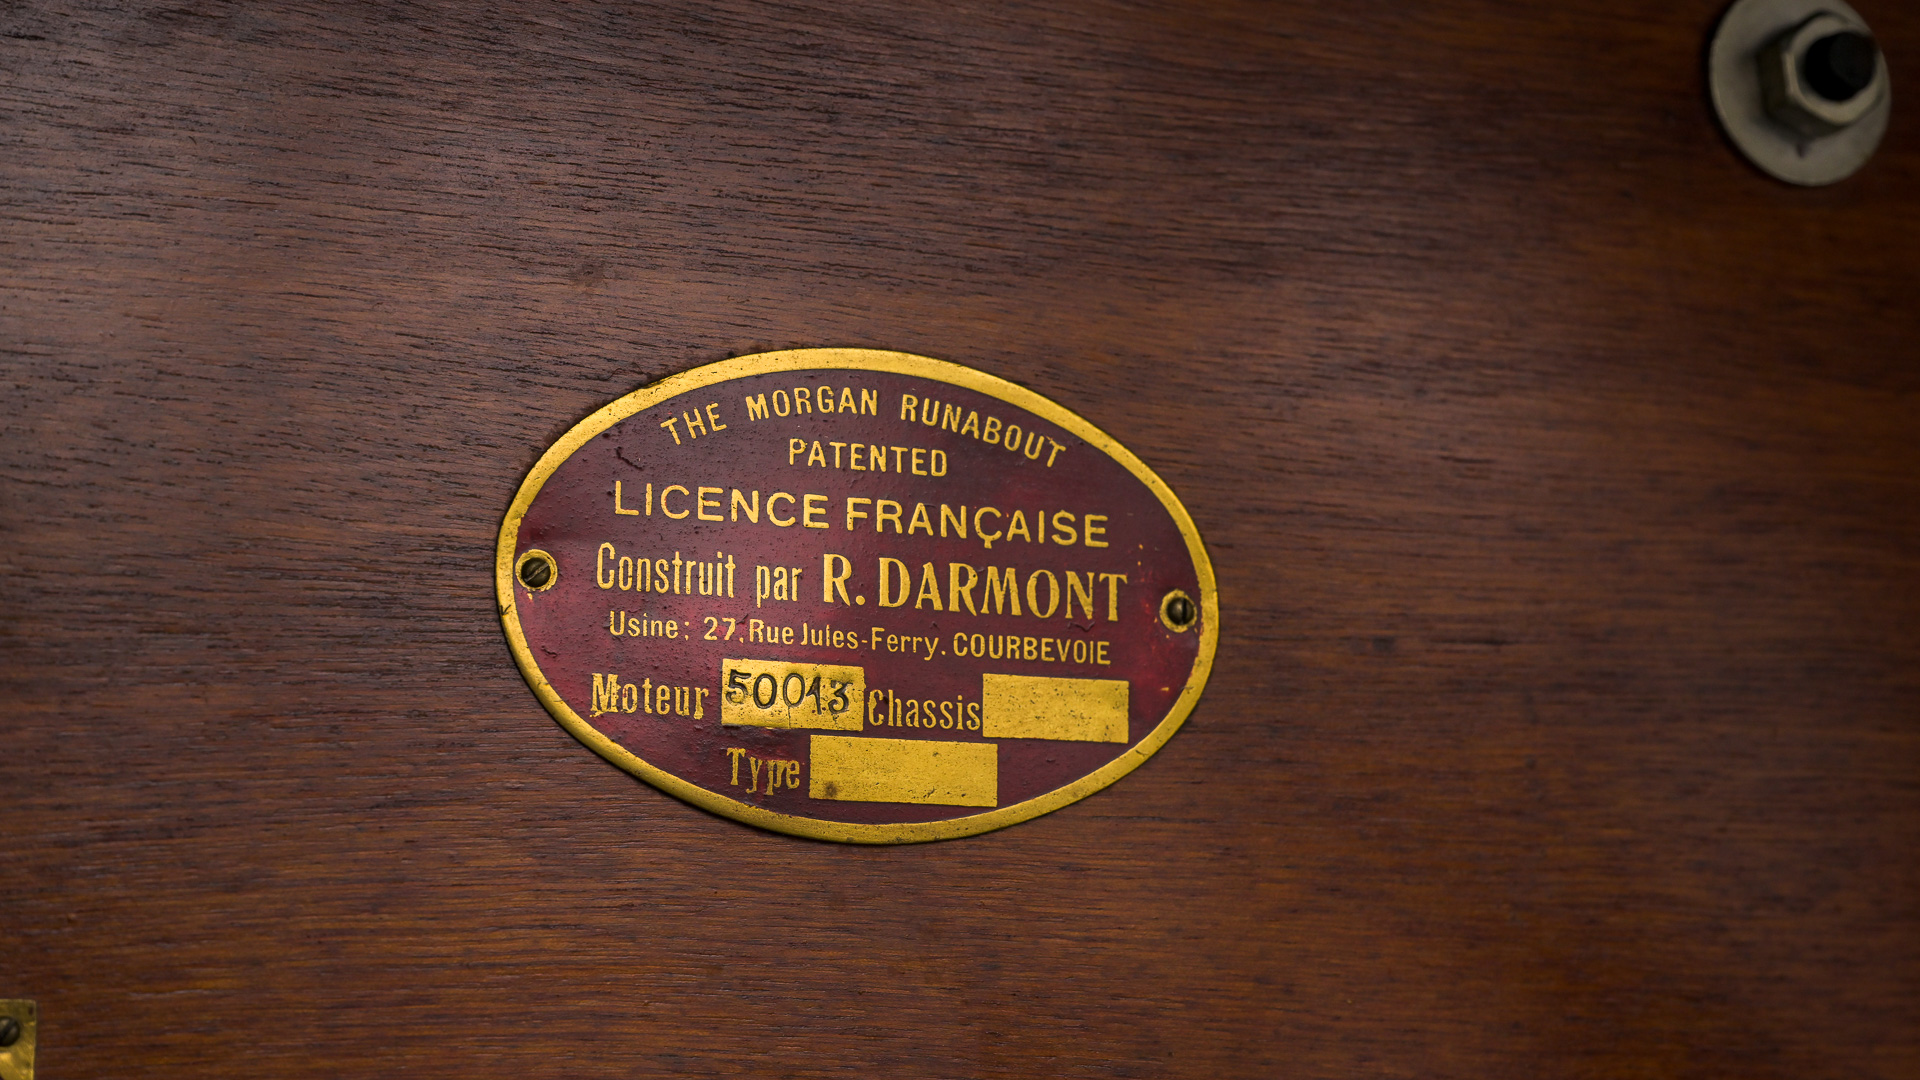 THE MORGAN RUNABOUT
PATENTED
LICENCE FRANÇAISE
Construit par R. DARMONT
Usine: 27, Rue Jules-Ferry. COURBEVOIE
Moteur 50013 Chassis
Type